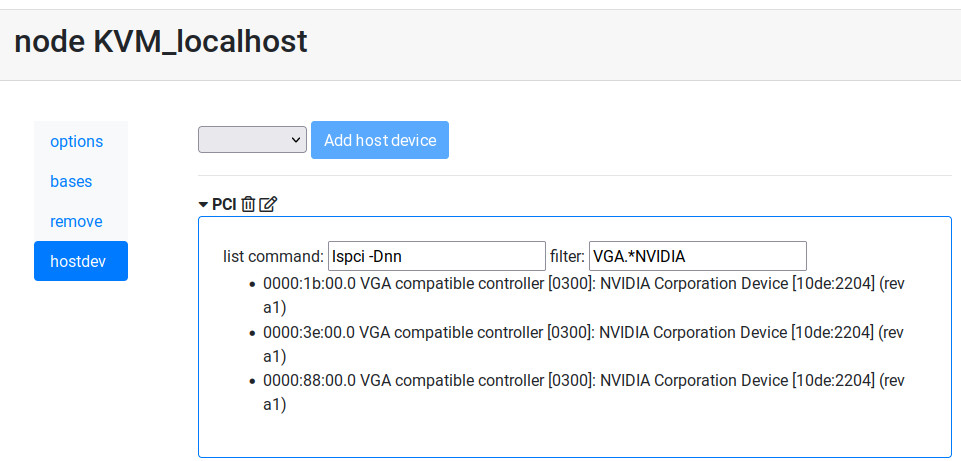 node KVM_localhost
options
bases
remove
hostdev
Add host device
PCI
list command: lspci -Dnn filter: VGA.*NVIDIA
• 0000:1b:00.0 VGA compatible controller [0300]: NVIDIA Corporation Device [10de:2204] (rev
a1)
• 0000:3e:00.0 VGA compatible controller [0300]: NVIDIA Corporation Device [10de:2204] (rev
a1)
• 0000:88:00.0 VGA compatible controller [0300]: NVIDIA Corporation Device [10de:2204] (rev
a1)